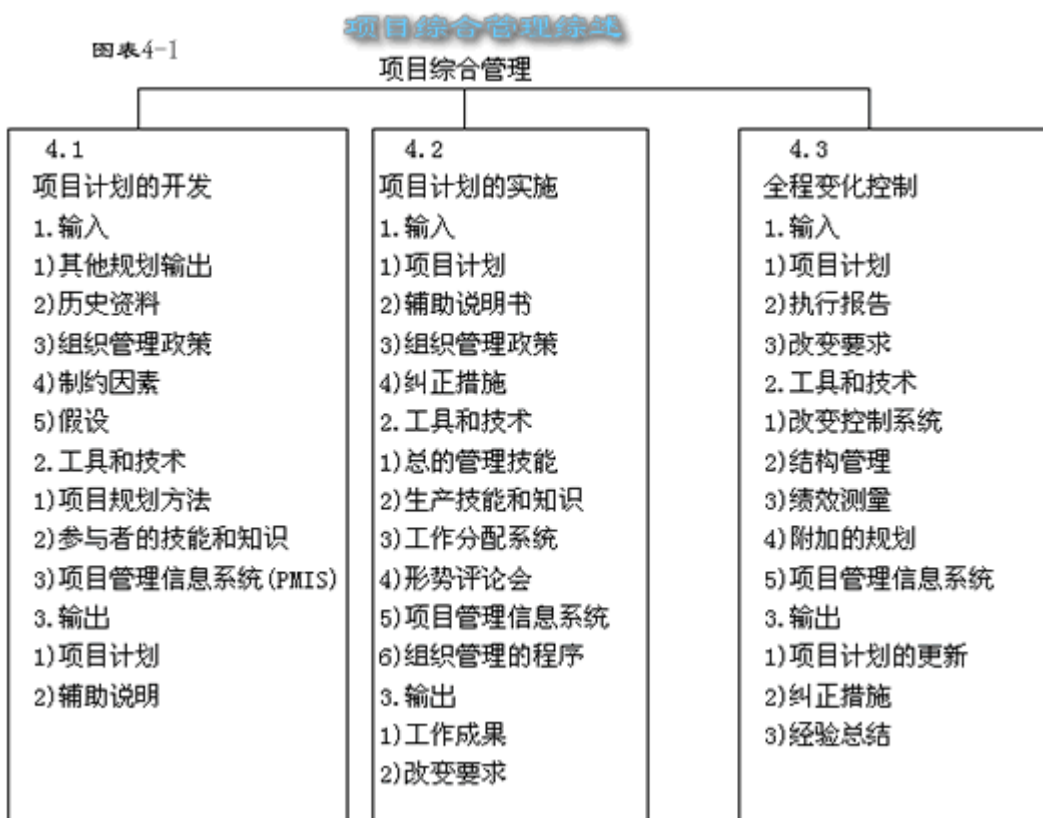 项目综合管理综述
图表4-1
项目综合管理
4.1
项目计划的开发
1.输入
1)其他规划输出
2)历史资料
3)组织管理政策
4)制约因素
5)假设
2.工具和技术
1)项目规划方法
2)参与者的技能和知识
3)项目管理信息系统(PMIS)
3.输出
1)项目计划
2)辅助说明
4.2
项目计划的实施
1.输入
1)项目计划
2)辅助说明书
3)组织管理政策
4)纠正措施
2.工具和技术
1)总的管理技能
2)生产技能和知识
3)工作分配系统
4)形势评论会
5)项目管理信息系统
6)组织管理的程序
3.输出
1)工作成果
2)改变要求
4.3
全程变化控制
1.输入
1)项目计划
2)执行报告
3)改变要求
2.工具和技术
1)改变控制系统
2)结构管理
3)绩效测量
4)附加的规划
5)项目管理信息系统
3.输出
1)项目计划的更新
2)纠正措施
3)经验总结